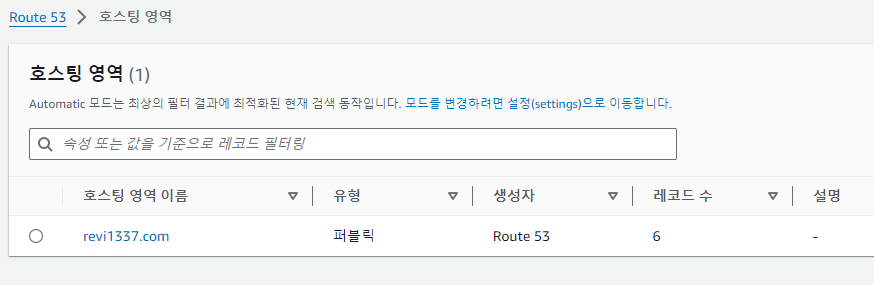 Route 53 > 호스팅 영역
호스팅 영역 (1)
Automatic 모드는 최상의 필터 결과에 최적화된 현재 검색 동작입니다. 모드를 변경하려면 설정(settings)으로 이동합니다.
속성 또는 값을 기준으로 레코드 필터링
호스팅 영역 이름 유형 생성자 레코드 수 설명
revi1337.com 퍼블릭 Route 53 6 -